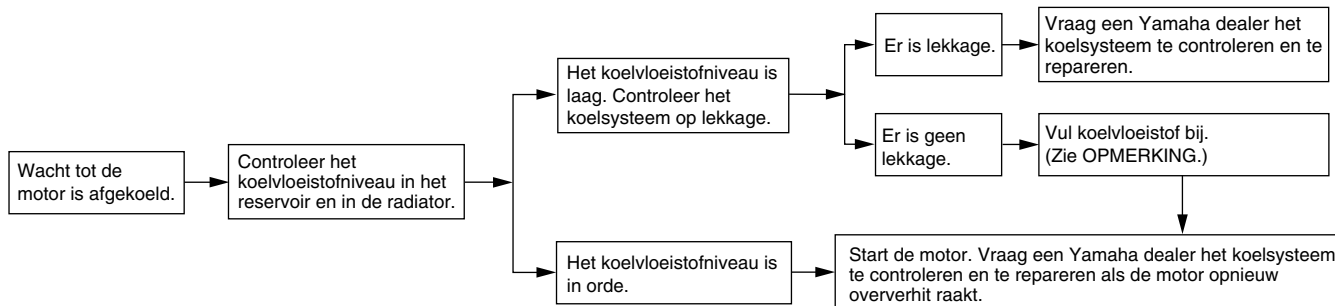 Wacht tot de
motor is afgekoeld.
Controleer het
koelvloeistofniveau in het
reservoir en in de radiator.
Het koelvloeistofniveau is
laag. Controleer het
koelsysteem op lekkage.
Er is lekkage.
Vraag een Yamaha dealer het
koelsysteem te controleren en te
repareren.
Er is geen
lekkage.
Vul koelvloeistof bij.
(Zie OPMERKING.)
Het koelvloeistofniveau is
in orde.
Start de motor. Vraag een Yamaha dealer het koelsysteem
te controleren en te repareren als de motor opnieuw
oververhit raakt.